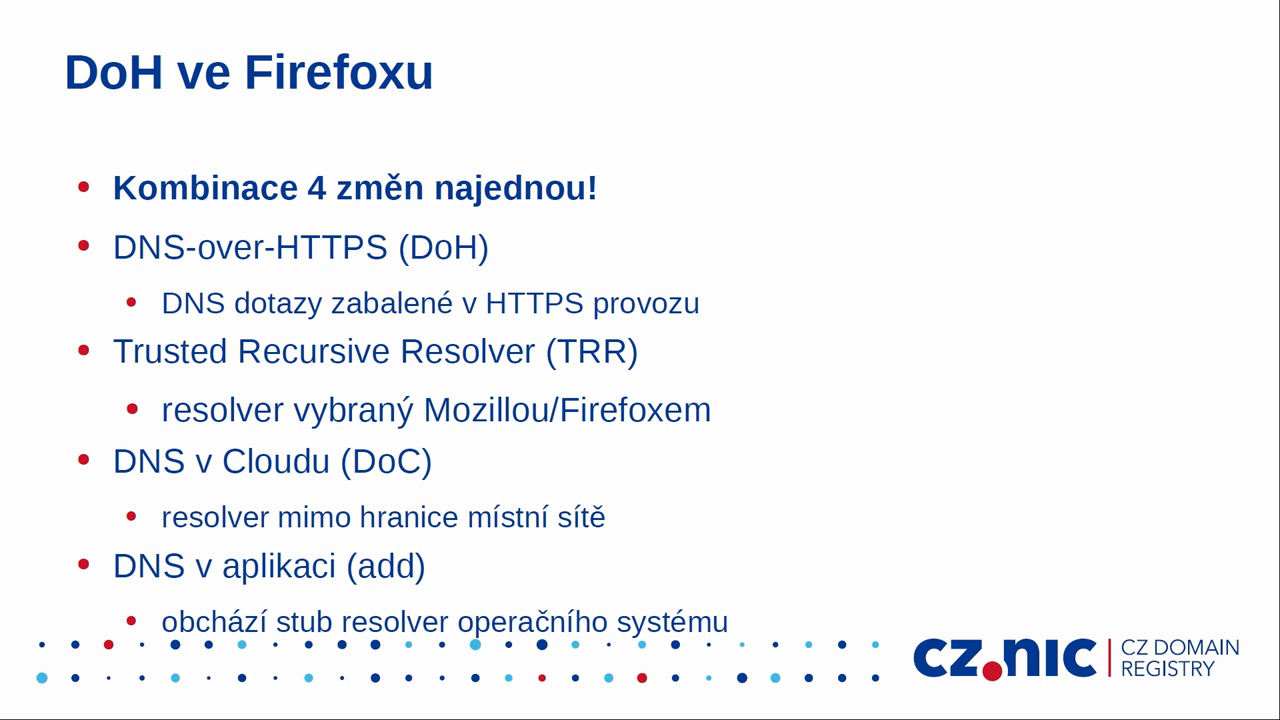 DoH ve Firefoxu
Kombinace 4 změn najednou!
DNS-over-HTTPS (DoH)
DNS dotazy zabalené v HTTPS provozu
Trusted Recursive Resolver (TRR)
resolver vybraný Mozillou/Firefoxem
DNS v Cloudu (DoC)
resolver mimo hranice místní sítě
DNS v aplikaci (add)
obchází stub resolver operačního systému
CZ.NIC
CZ DOMAIN
REGISTRY